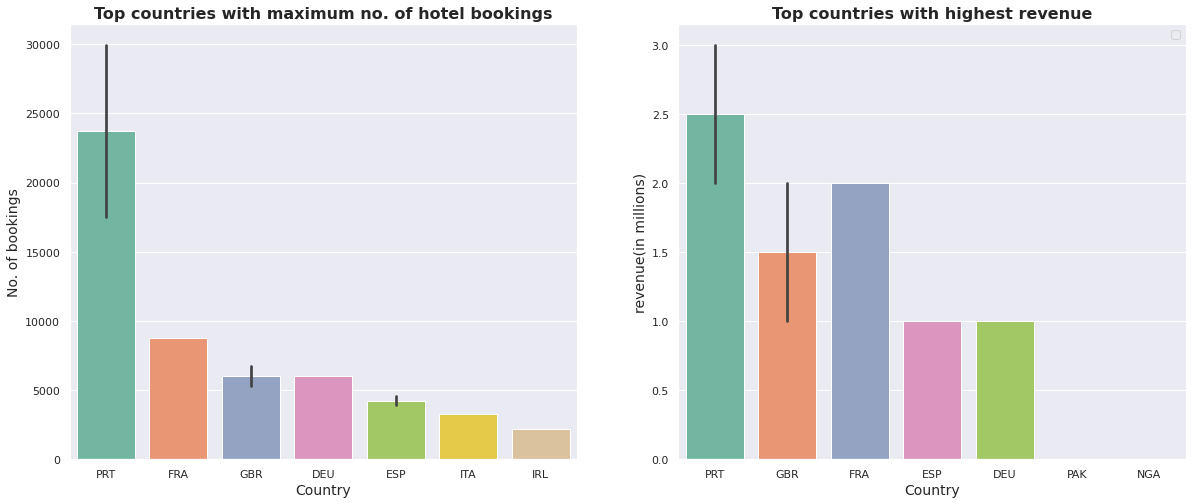 Top countries with maximum no. of hotel bookings
No. of bookings
30000
25000
20000
15000
10000
5000
0
PRT FRA GBR DEU ESP ITA IRL
Country
Top countries with highest revenue
revenue(in millions)
3.0
2.5
2.0
1.5
1.0
0.5
0.0
PRT GBR FRA ESP DEU PAK NGA
Country